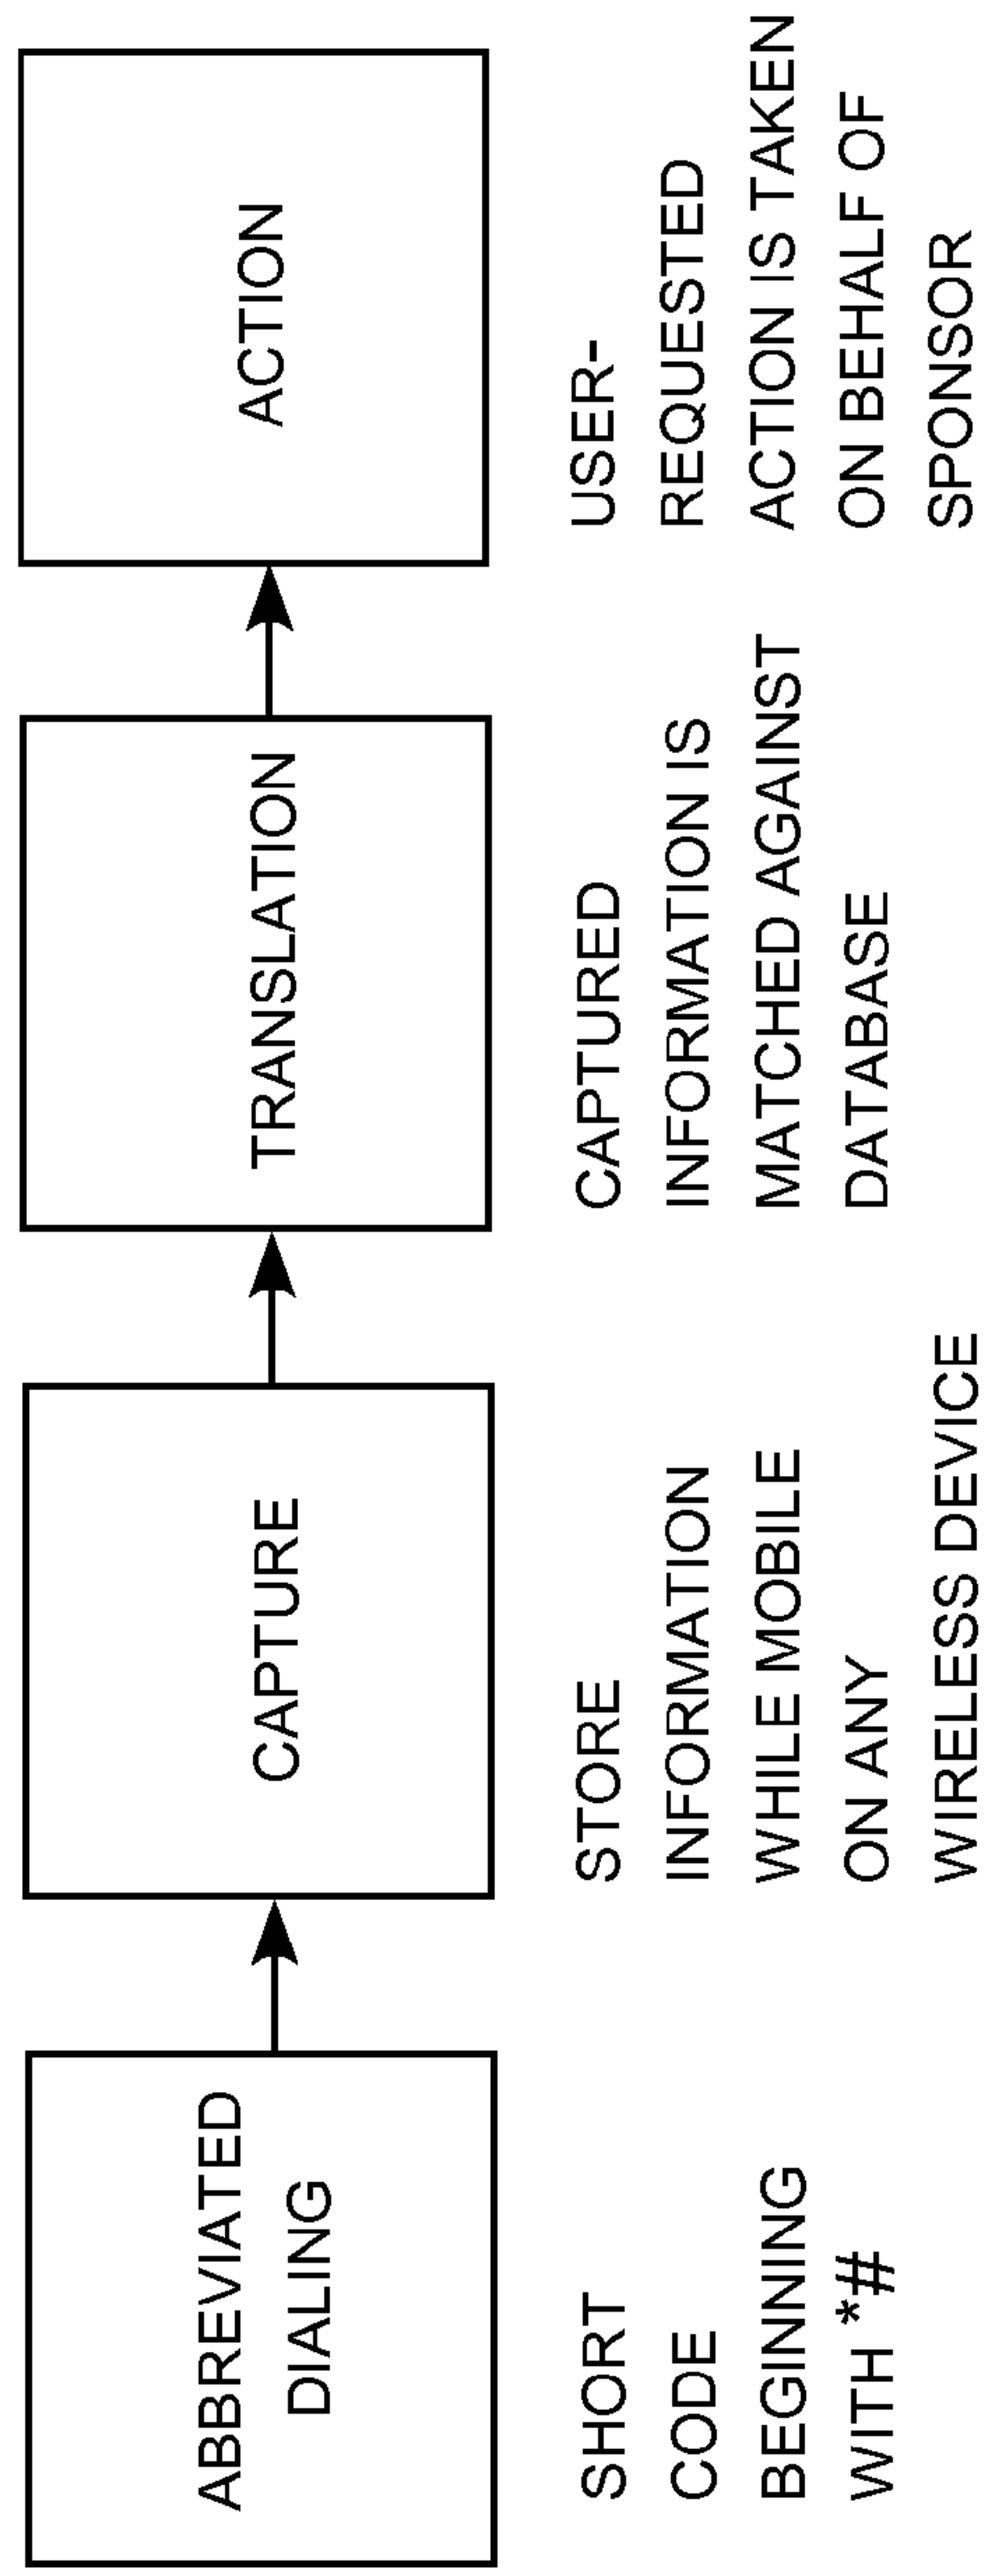 ABBREVIATED
DIALING
SHORT
CODE
BEGINNING
WITH *#
CAPTURE
STORE
INFORMATION
WHILE MOBILE
ON ANY
WIRELESS DEVICE
TRANSLATION
CAPTURED
INFORMATION IS
MATCHED AGAINST
DATABASE
ACTION
USER-
REQUESTED
ACTION IS TAKEN
ON BEHALF OF
SPONSOR